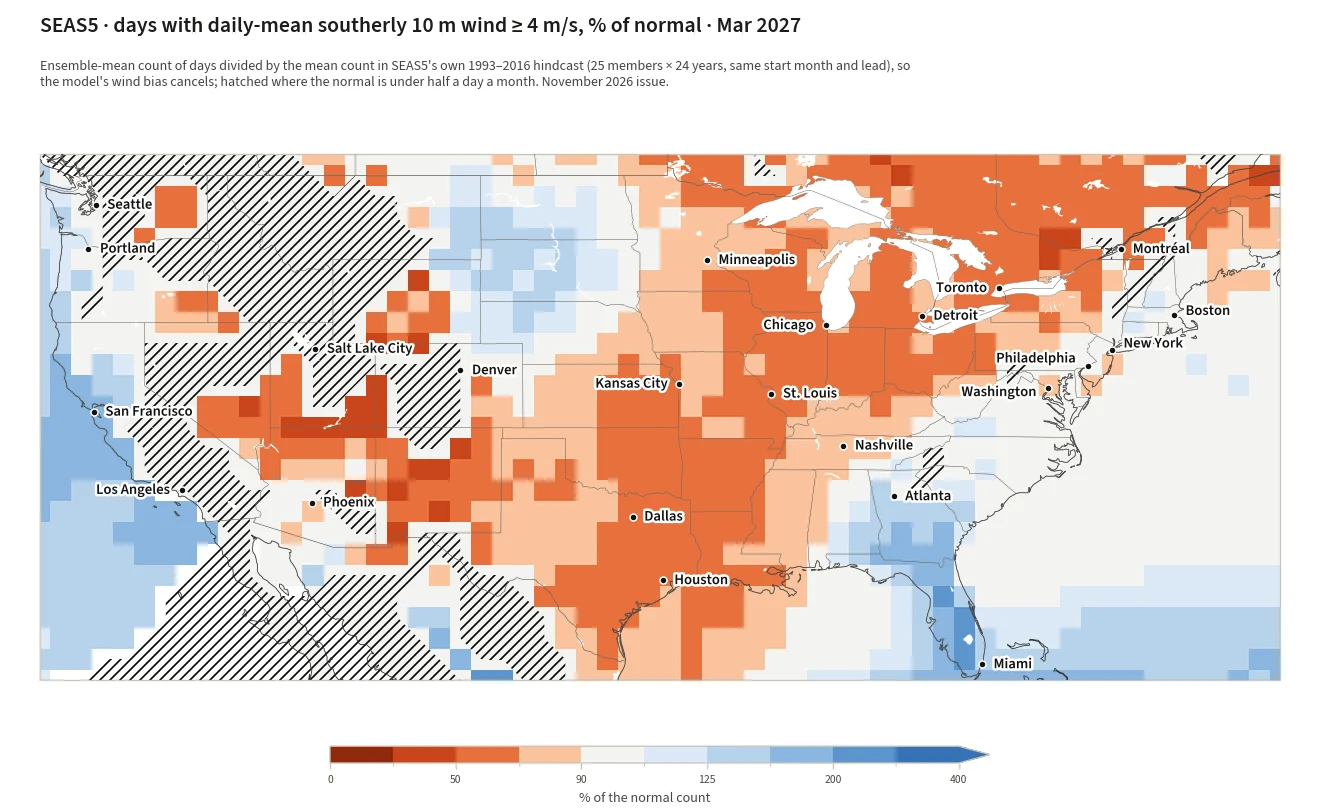 SEAS5 · days with daily-mean southerly 10 m wind ≥ 4 m/s, % of normal · Mar 2027
Ensemble-mean count of days divided by the mean count in SEAS5's own 1993–2016 hindcast (25 members × 24 years, same start month and lead), so
the model's wind bias cancels; hatched where the normal is under half a day a month. November 2026 issue.
Seattle
Portland
Montréal
Minneapolis
Toronto
Boston
Detroit
Chicago
New York
Salt Lake City
Philadelphia
Denver
Kansas City
Washington
St. Louis
San Francisco
Nashville
Los Angeles
Atlanta
Phoenix
Dallas
Houston
Miami
0 50 90 125 200 400
% of the normal count